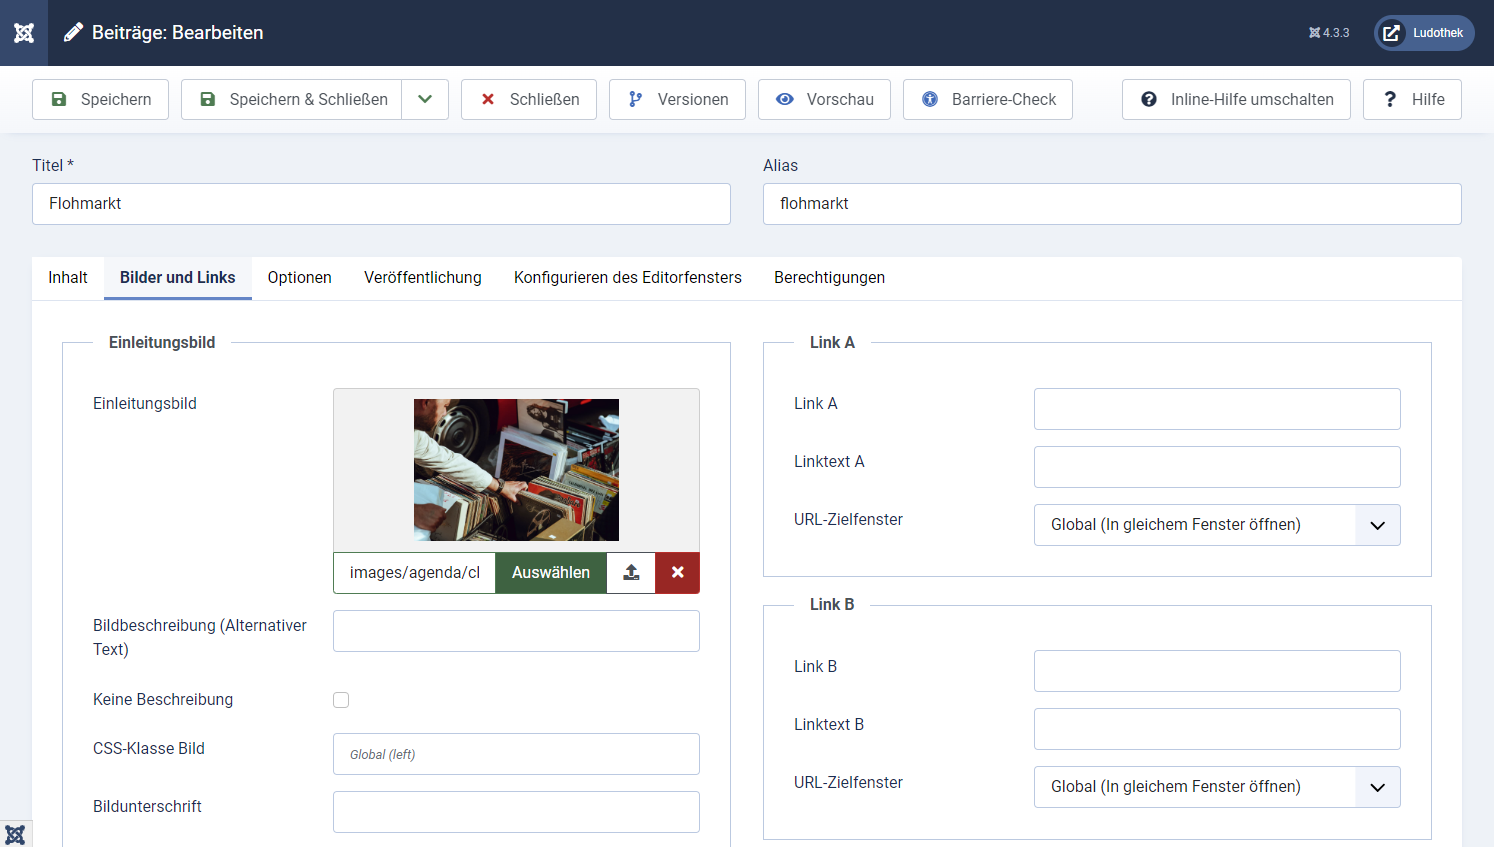 Beiträge: Bearbeiten
4.3.3
Ludothek
Speichern
Speichern & Schließen
Schließen
Versionen
Vorschau
Barriere-Check
Inline-Hilfe umschalten
Hilfe
Titel *
Alias
Flohmarkt
flohmarkt
Inhalt
Bilder und Links
Optionen
Veröffentlichung
Konfigurieren des Editorfensters
Berechtigungen
Einleitungsbild
Einleitungsbild
images/agenda/cl
Auswählen
Bildbeschreibung (Alternativer
Text)
Keine Beschreibung
CSS-Klasse Bild
Global (left)
Bildunterschrift
Link A
Link A
Linktext A
URL-Zielfenster
Global (In gleichem Fenster öffnen)
Link B
Link B
Linktext B
URL-Zielfenster
Global (In gleichem Fenster öffnen)